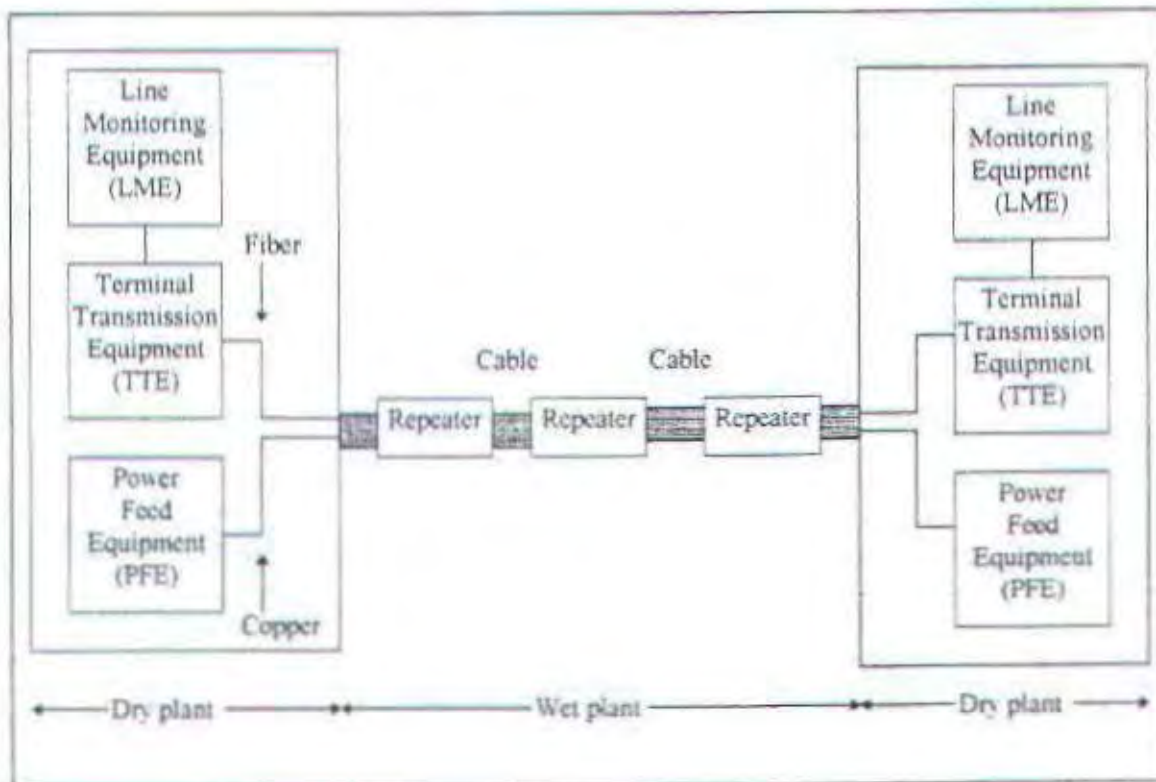 Line
Monitoring
Equipment
(LME)
Fiber
Terminal
Transmission
Equipment
(TTE)
Power
Feed
Equipment
(PFE)
Copper
Cable
Cable
Repeater
Repeater
Repeater
Line
Monitoring
Equipment
(LME)
Terminal
Transmission
Equipment
(TTE)
Power
Feed
Equipment
(PFE)
Dry plant
Wet plant
Dry plant